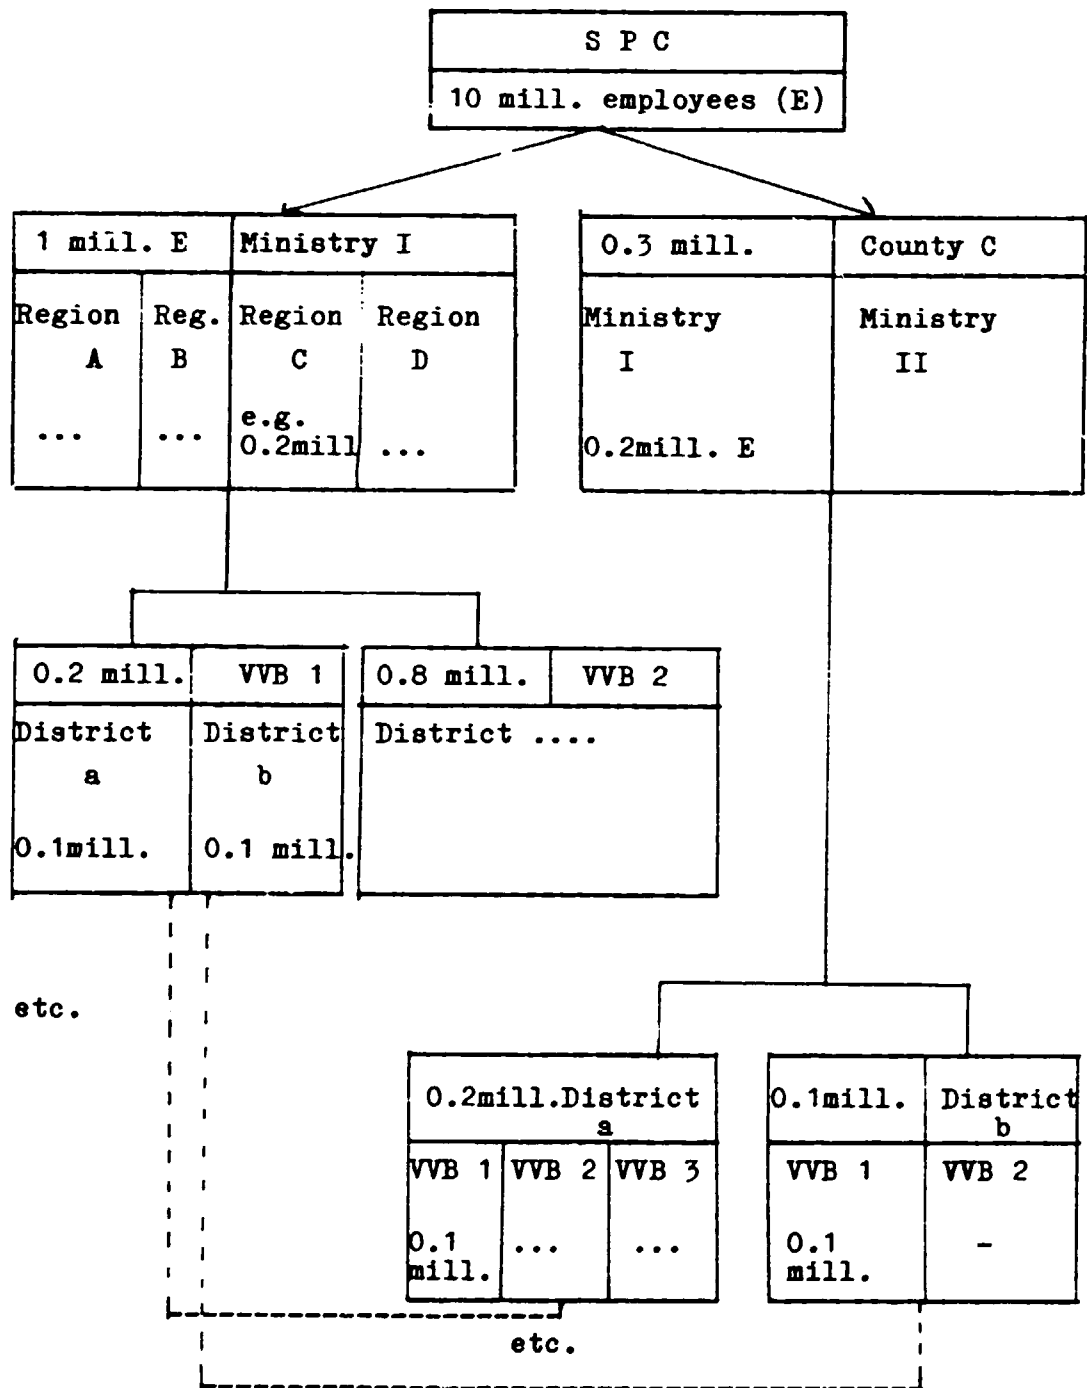 S P C
10 mill. employees (E)
1 mill. E Ministry I
Region Reg. Region Region
A B C D
e.g.
... ... 0.2mill ...
0.3 mill. County C
Ministry Ministry
I II
0.2mill. E
0.2 mill. VVB 1
District District
a b
0.1mill. 0.1 mill.
0.8 mill. VVB 2
District ....
etc.
0.2mill.District
a
VVB 1 VVB 2 VVB 3
0.1 ... ...
mill.
0.1mill. District
b
VVB 1 VVB 2
0.1 -
mill.
etc.